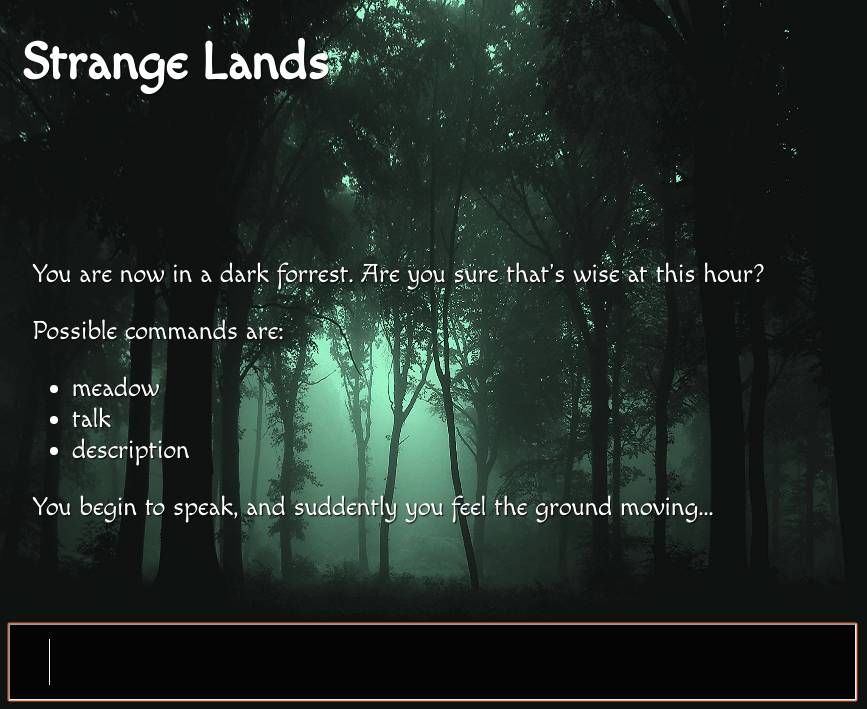 Strange Lands
You are now in a dark forrest. Are you sure that's wise at this hour?
Possible commands are:
meadow
talk
description
You begin to speak, and suddently you feel the ground moving...